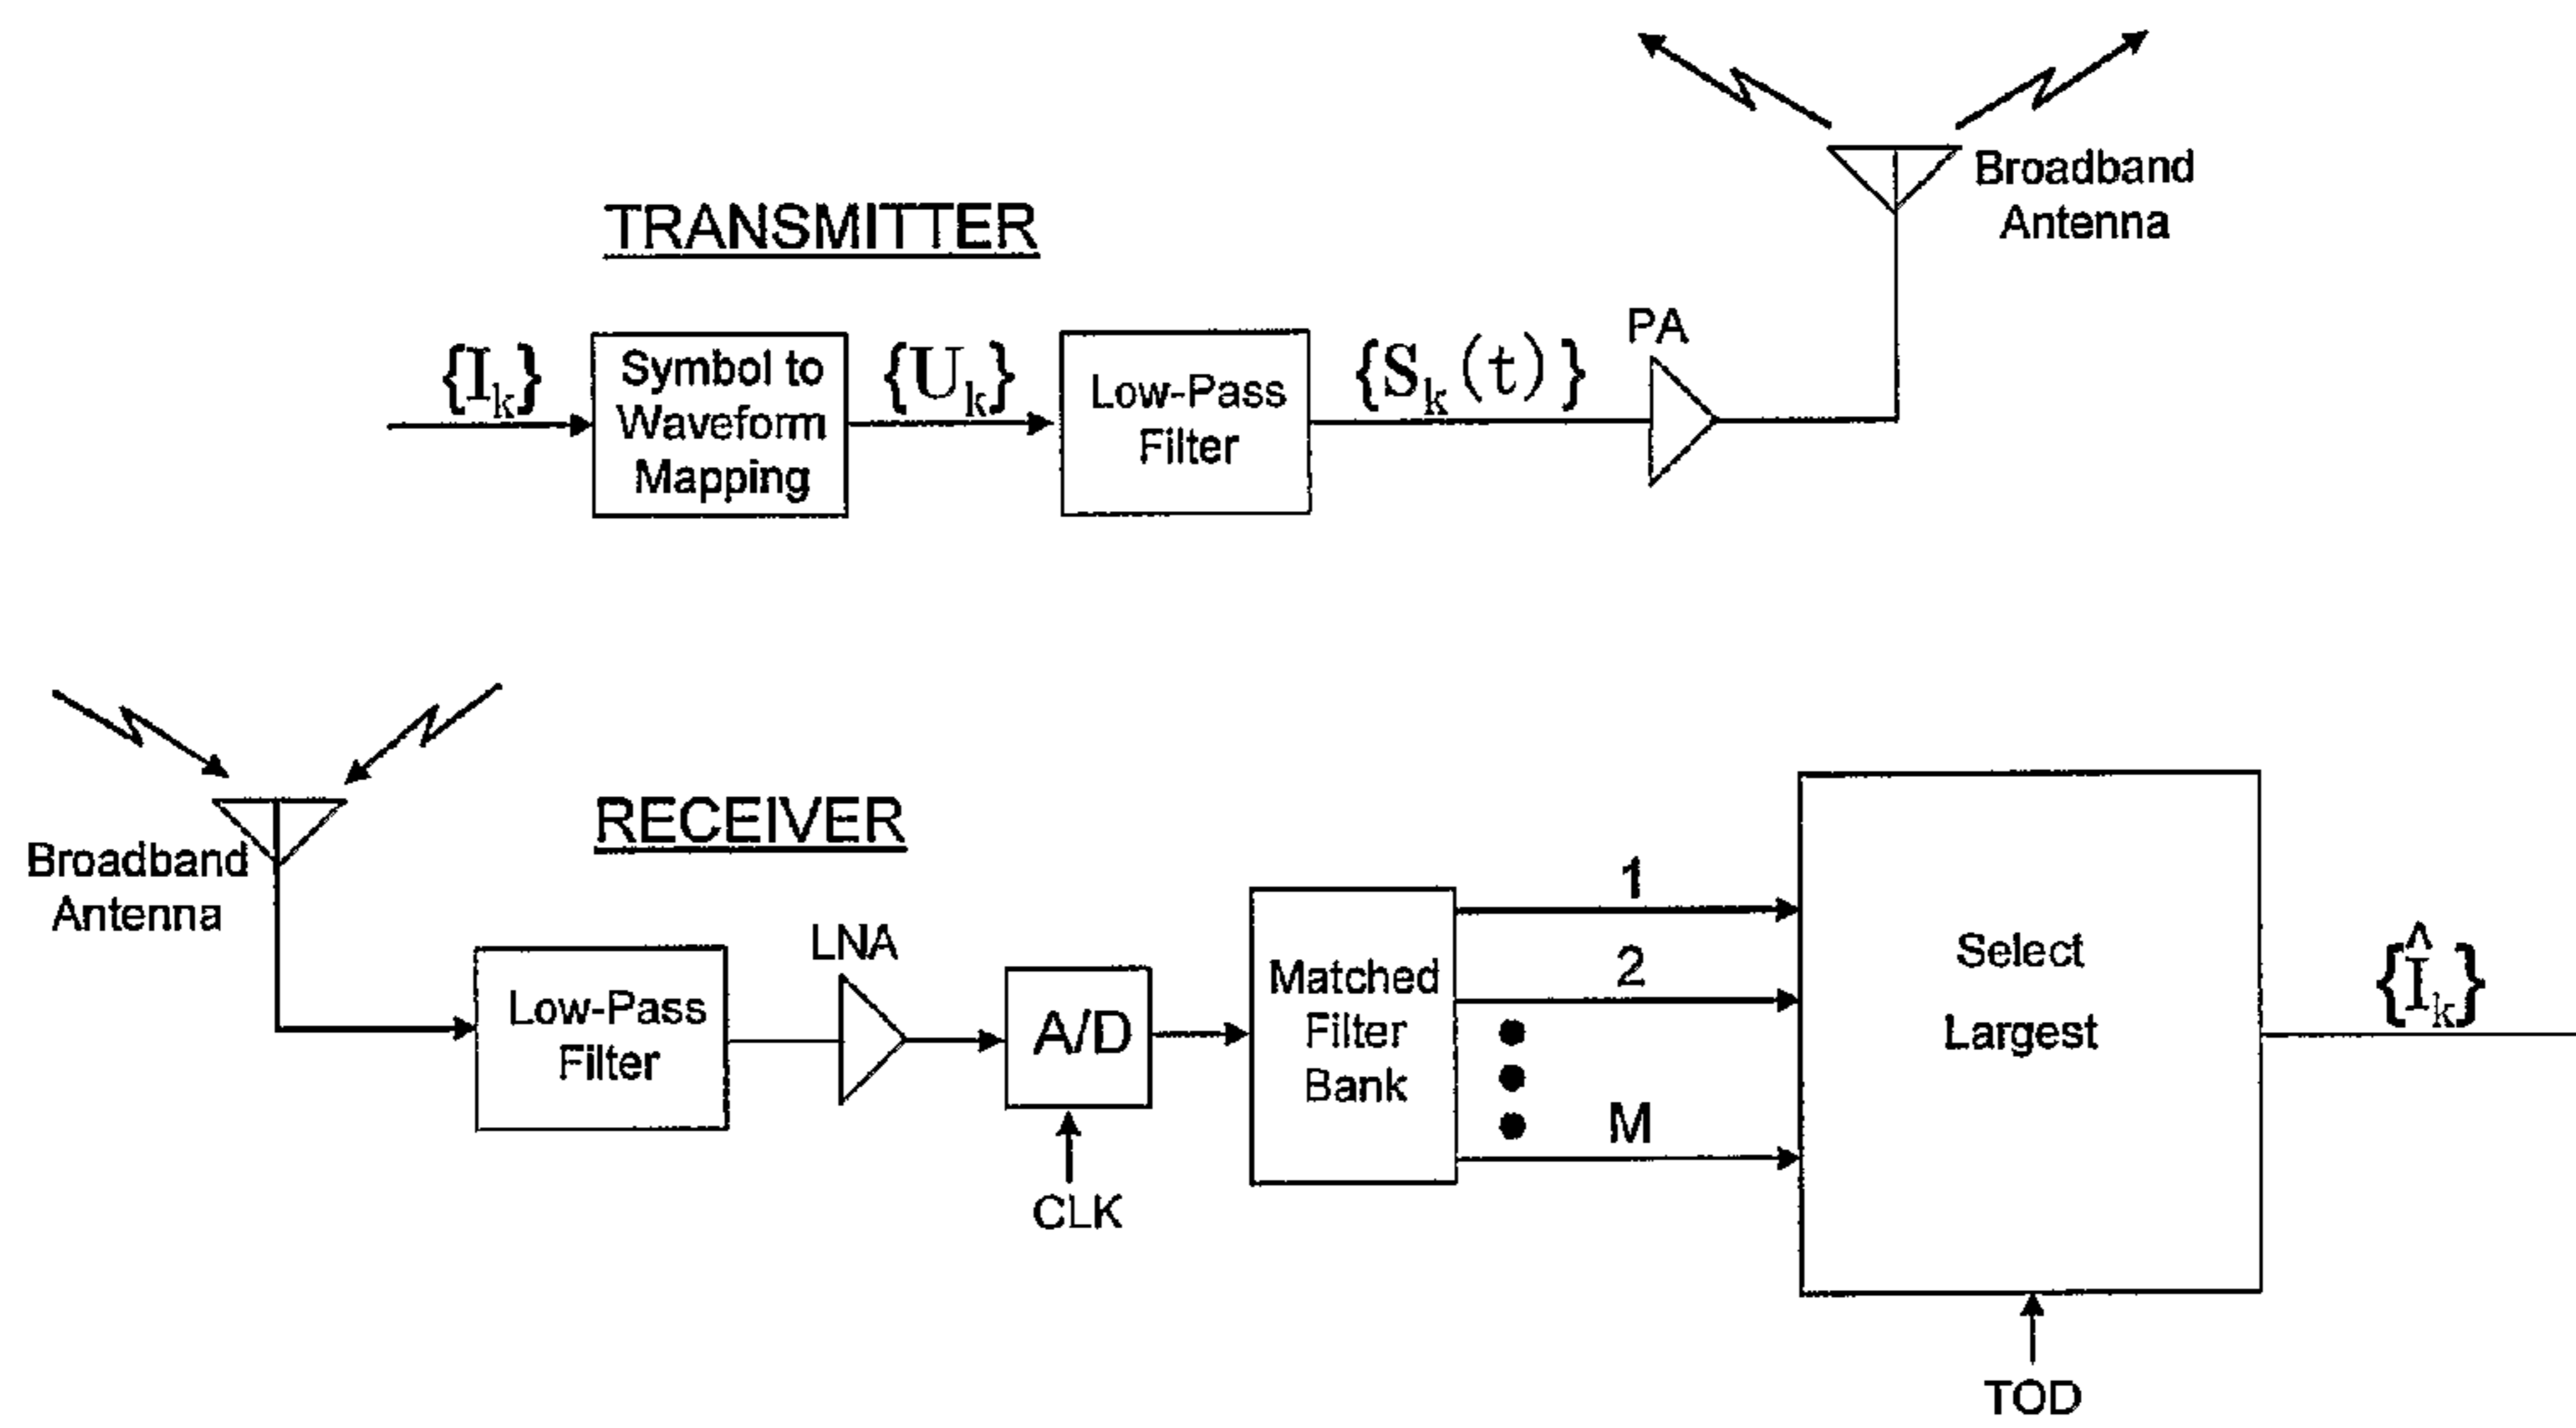 TRANSMITTER
Broadband
Antenna
PA
{I_k}
Symbol to
Waveform
Mapping
{U_k}
Low-Pass
Filter
{S_k(t)}
RECEIVER
Broadband
Antenna
Low-Pass
Filter
LNA
A/D
CLK
Matched
Filter
Bank
1
2
M
Select
Largest
TOD
{Î_k}